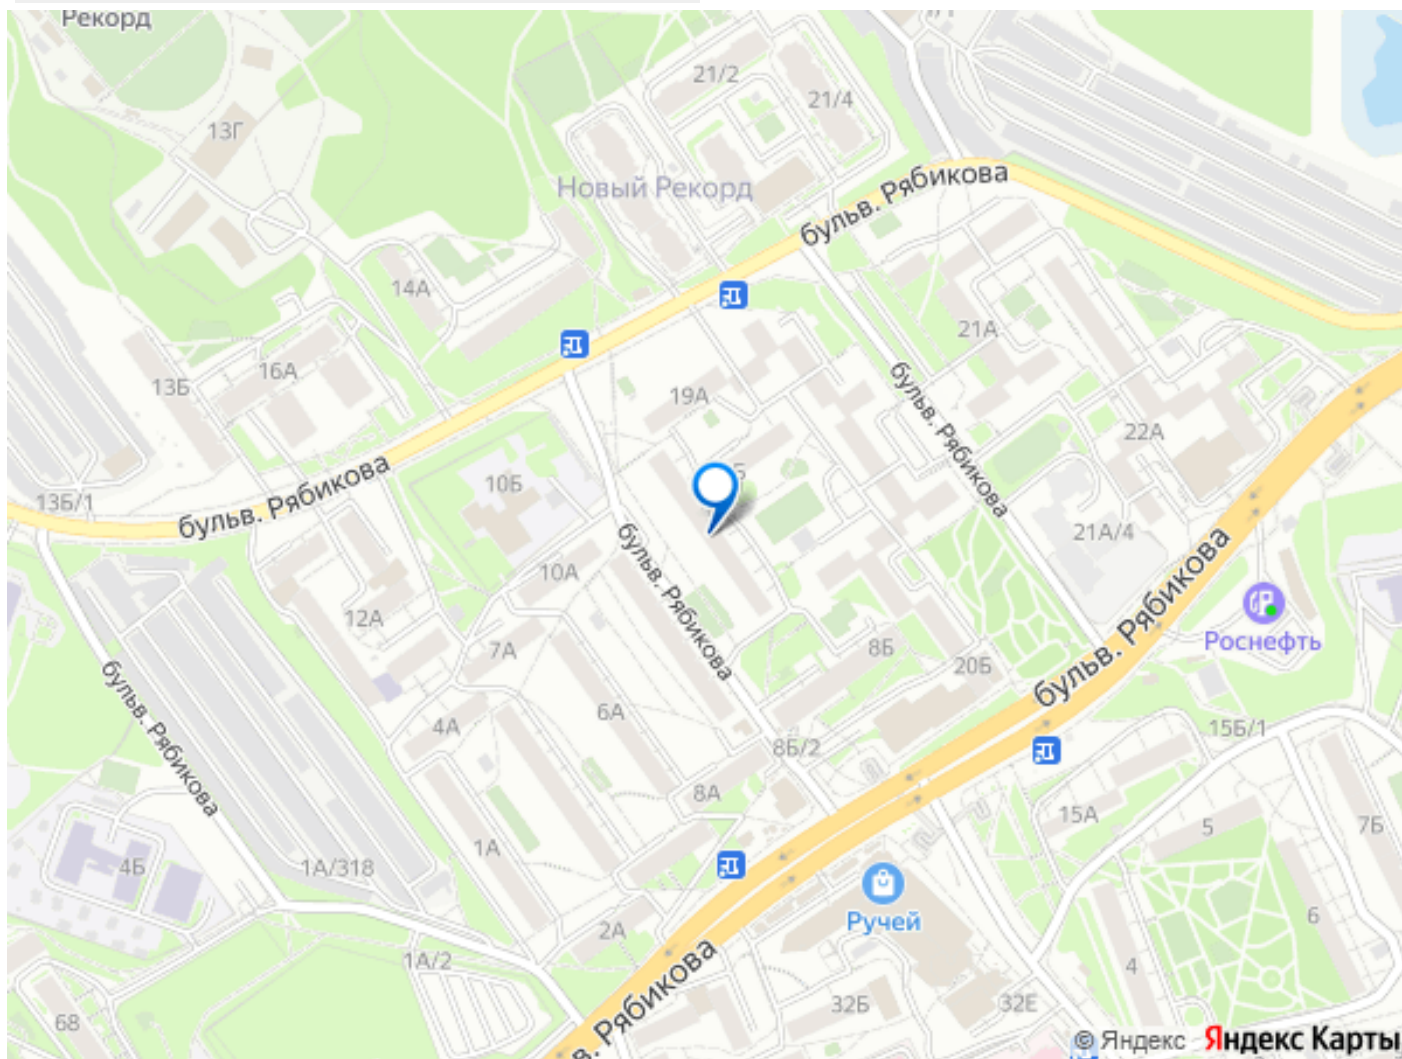 Рекорд
21/2
21/4
13Г
Новый Рекорд
бульв. Рябикова
14А
21А
16А
13Б
бульв. Рябикова
19А
22А
Б
10Б
13Б/1
бульв. Рябикова
21А/4
бульв. Рябикова
10А
бульв. Рябикова
12А
Роснефть
7А
8Б
20Б
бульв. Рябикова
6А
4А
15Б/1
8Б/2
8А
15А
5
7Б
1А
4Б
1А/318
Ручей
2А
6
1А/2
4
бульв. Рябикова
32Б
32Е
68
© Яндекс Яндекс Карты